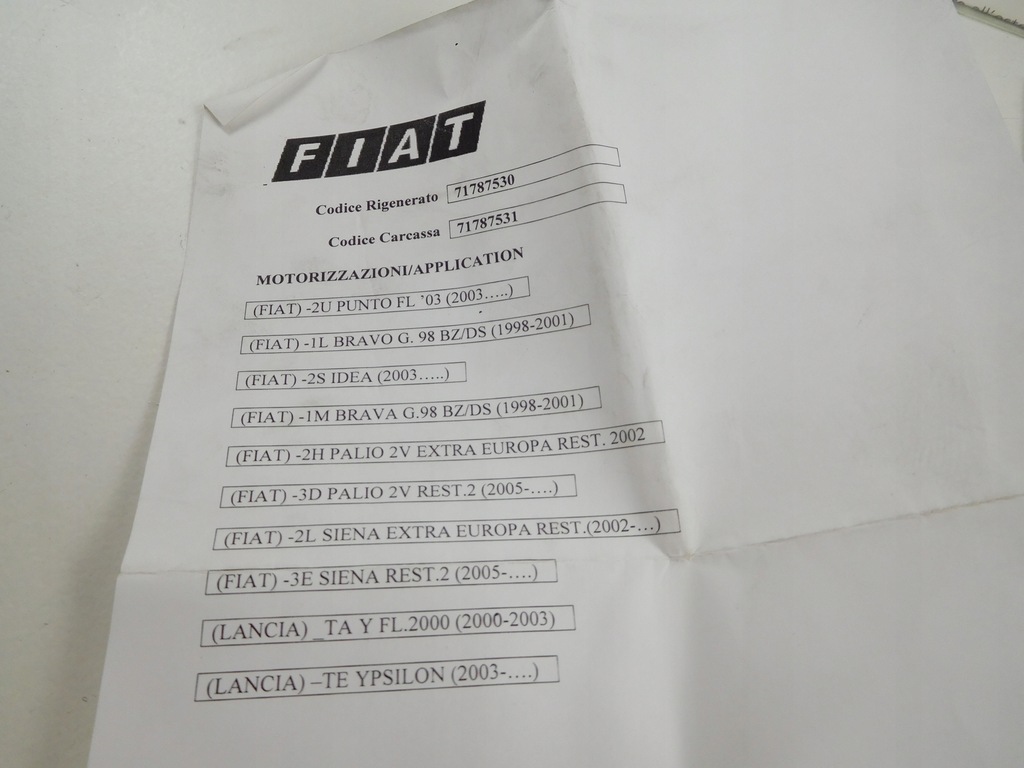 FIAT
Codice Rigenerato 71787530
Codice Carcassa 71787531
MOTORIZZAZIONI/APPLICATION
(FIAT) -2U PUNTO FL '03 (2003…..)
(FIAT) -1L BRAVO G. 98 BZ/DS (1998-2001)
(FIAT) -2S IDEA (2003…..)
(FIAT) -1M BRAVA G.98 BZ/DS (1998-2001)
(FIAT) -2H PALIO 2V EXTRA EUROPA REST. 2002
(FIAT) -3D PALIO 2V REST.2 (2005-….)
(FIAT) -2L SIENA EXTRA EUROPA REST.(2002-…)
(FIAT) -3E SIENA REST.2 (2005-….)
(LANCIA) _TA Y FL.2000 (2000-2003)
(LANCIA) –TE YPSILON (2003-….)